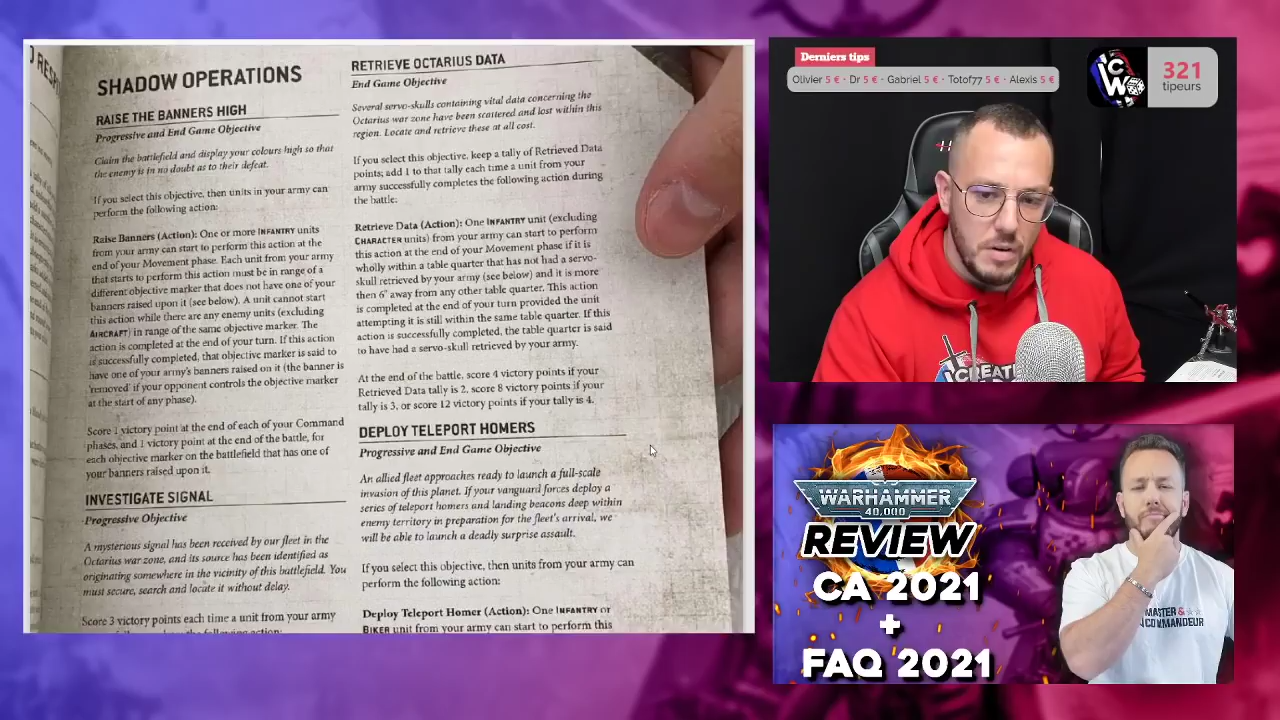 D RESP
SHADOW OPERATIONS
RAISE THE BANNERS HIGH
Progressive and End Game Objective
Claim the battlefield and display your colours high so that
the enemy is in no doubt as to their defeat.
If you select this objective, then units in your army can
perform the following action:
Raise Banners (Action): One or more INFANTRY units
from your army can start to perform this action at the
end of your Movement phase. Each unit from your army
that starts to perform this action must be in range of a
different objective marker that does not have one of your
banners raised upon it (see below). A unit cannot start
this action while there are any enemy units (excluding
AIRCRAFT) in range of the same objective marker. The
action is completed at the end of your turn. If this action
is successfully completed, that objective marker is said to
have one of your army's banners raised on it (the banner is
'removed' if your opponent controls the objective marker
at the start of any phase).
Score 1 victory point at the end of each of your Command
phases, and 1 victory point at the end of the battle, for
each objective marker on the battlefield that has one of
your banners raised upon it.
INVESTIGATE SIGNAL
Progressive Objective
A mysterious signal has been received by our fleet in the
Octarius war zone, and its source has been identified as
originating somewhere in the vicinity of this battlefield. You
must secure, search and locate it without delay.
Score 3 victory points each time a unit from your army
RETRIEVE OCTARIUS DATA
End Game Objective
Several servo-skulls containing vital data concerning the
Octarius war zone have been scattered and lost within this
region. Locate and retrieve these at all cost.
If you select this objective, keep a tally of Retrieved Data
points; add 1 to that tally each time a unit from your
army successfully completes the following action during
the battle:
Retrieve Data (Action): One INFANTRY unit (excluding
CHARACTER units) from your army can start to perform
this action at the end of your Movement phase if it is
wholly within a table quarter that has not had a servo-
skull retrieved by your army (see below) and it is more
then 6" away from any other table quarter. This action
is completed at the end of your turn provided the unit
attempting it is still within the same table quarter. If this
action is successfully completed, the table quarter is said
to have had a servo-skull retrieved by your army.
At the end of the battle, score 4 victory points if your
Retrieved Data tally is 2, score 8 victory points if your
tally is 3, or score 12 victory points if your tally is 4.
DEPLOY TELEPORT HOMERS
Progressive and End Game Objective
An allied fleet approaches ready to launch a full-scale
invasion of this planet. If your vanguard forces deploy a
series of teleport homers and landing beacons deep within
enemy territory in preparation for the fleet's arrival, we
will be able to launch a deadly surprise assault.
If you select this objective, then units from your army can
perform the following action:
Deploy Teleport Homer (Action): One INFANTRY or
BIKER unit from your army can start to perform this
Derniers tips
Olivier 5 € · Dr 5 € · Gabriel 5 € · Totof77 5 € · Alexis 5 €
ICW
321
tipeurs
CREATI
WARHAMMER
40,000
REVIEW
CA 2021
+
FAQ 2021
MASTER &
COMMANDEUR